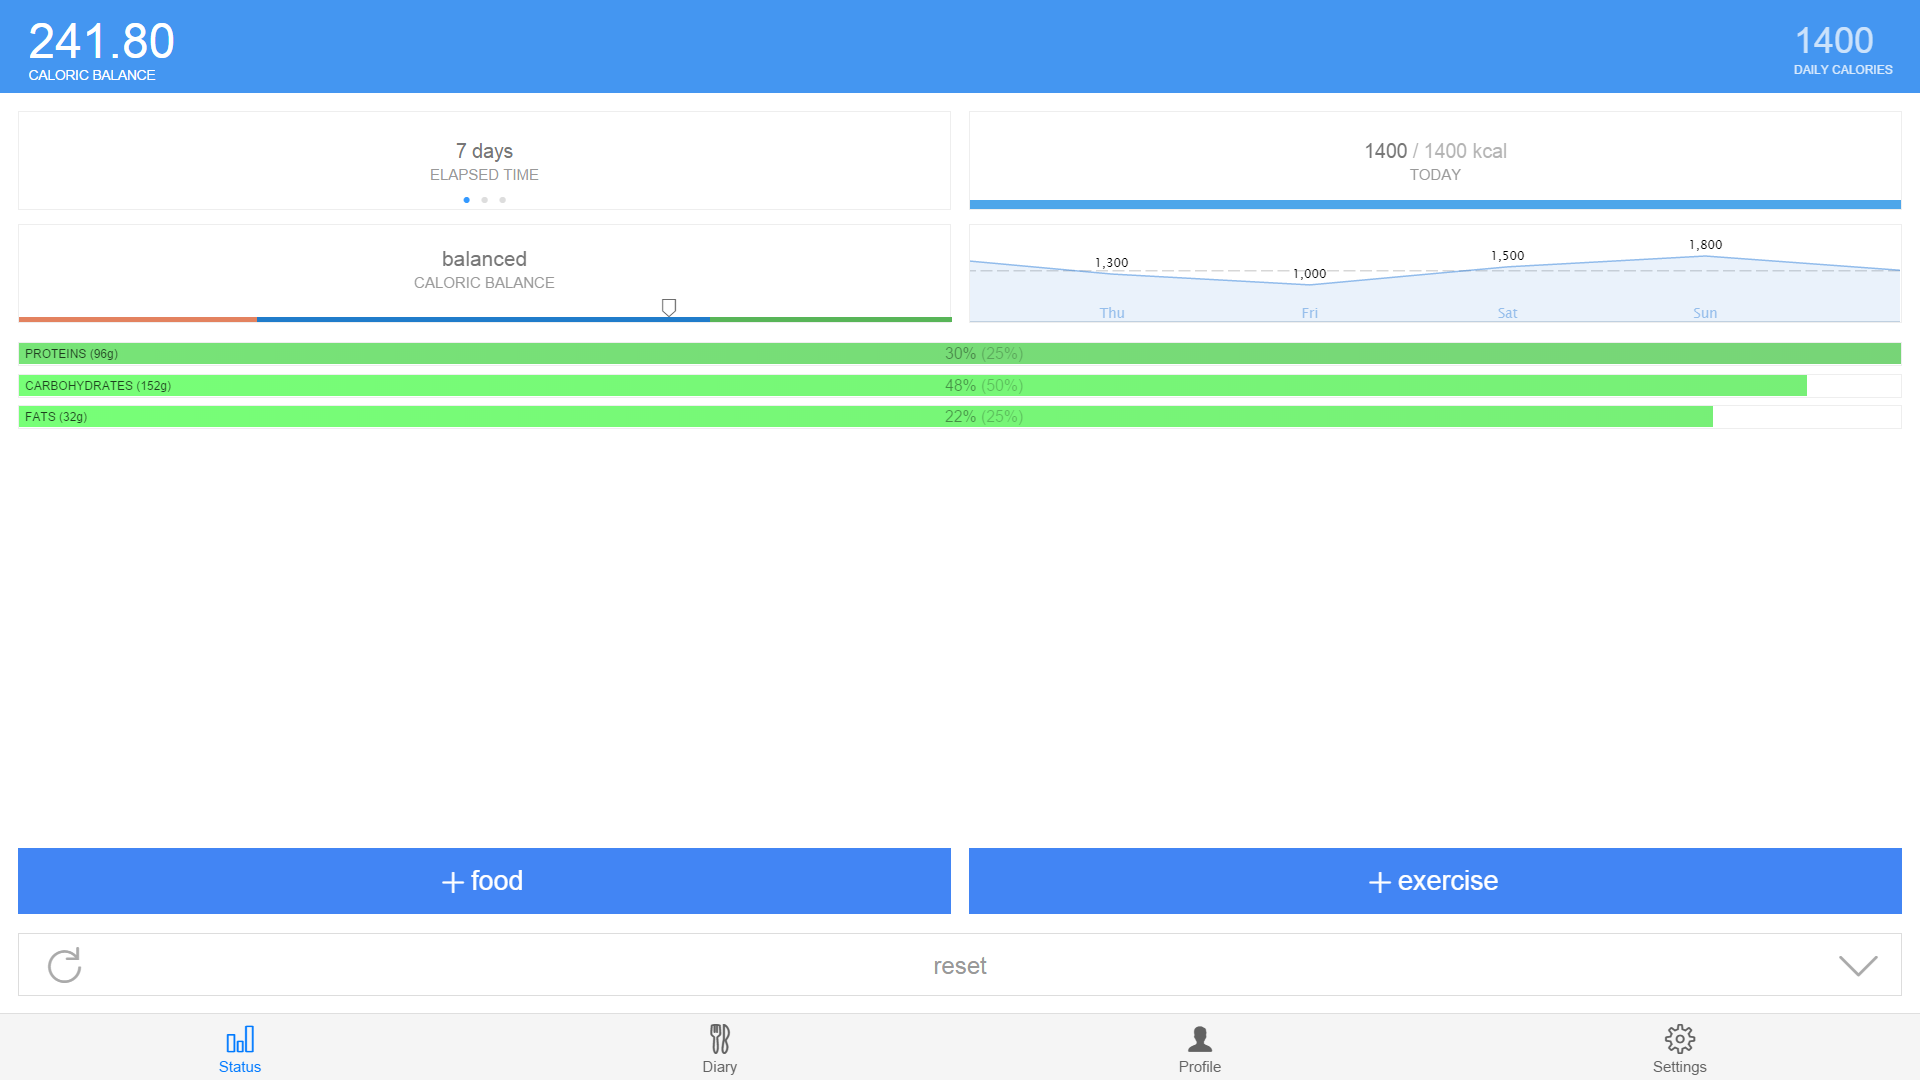 241.80
CALORIC BALANCE
1400
DAILY CALORIES
7 days
ELAPSED TIME
1400 / 1400 kcal
TODAY
balanced
CALORIC BALANCE
1,300
1,000
1,500
1,800
Thu
Fri
Sat
Sun
PROTEINS (96g)
30% (25%)
CARBOHYDRATES (152g)
48% (50%)
FATS (32g)
22% (25%)
+ food
+ exercise
reset
Status
Diary
Profile
Settings